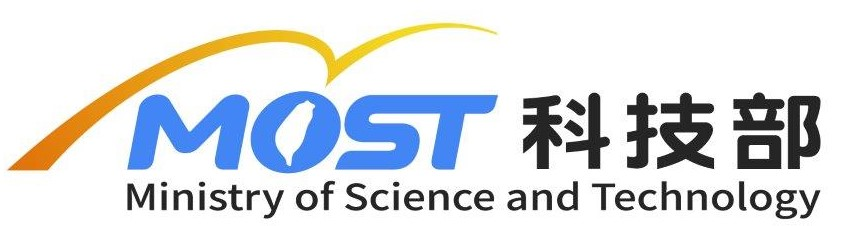 MOST 科技部
Ministry of Science and Technology